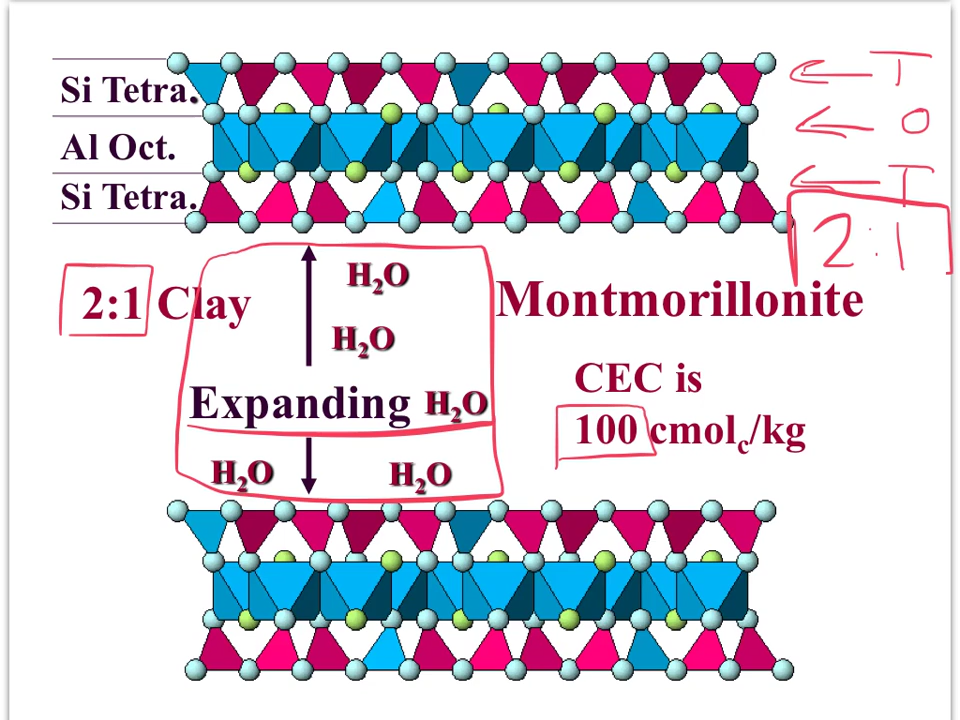 Si Tetra.
← T
Al Oct.
← O
Si Tetra.
← T
2:1
2:1 Clay
H₂O
H₂O
Montmorillonite
Expanding H₂O
CEC is
100 cmol꜀/kg
H₂O H₂O